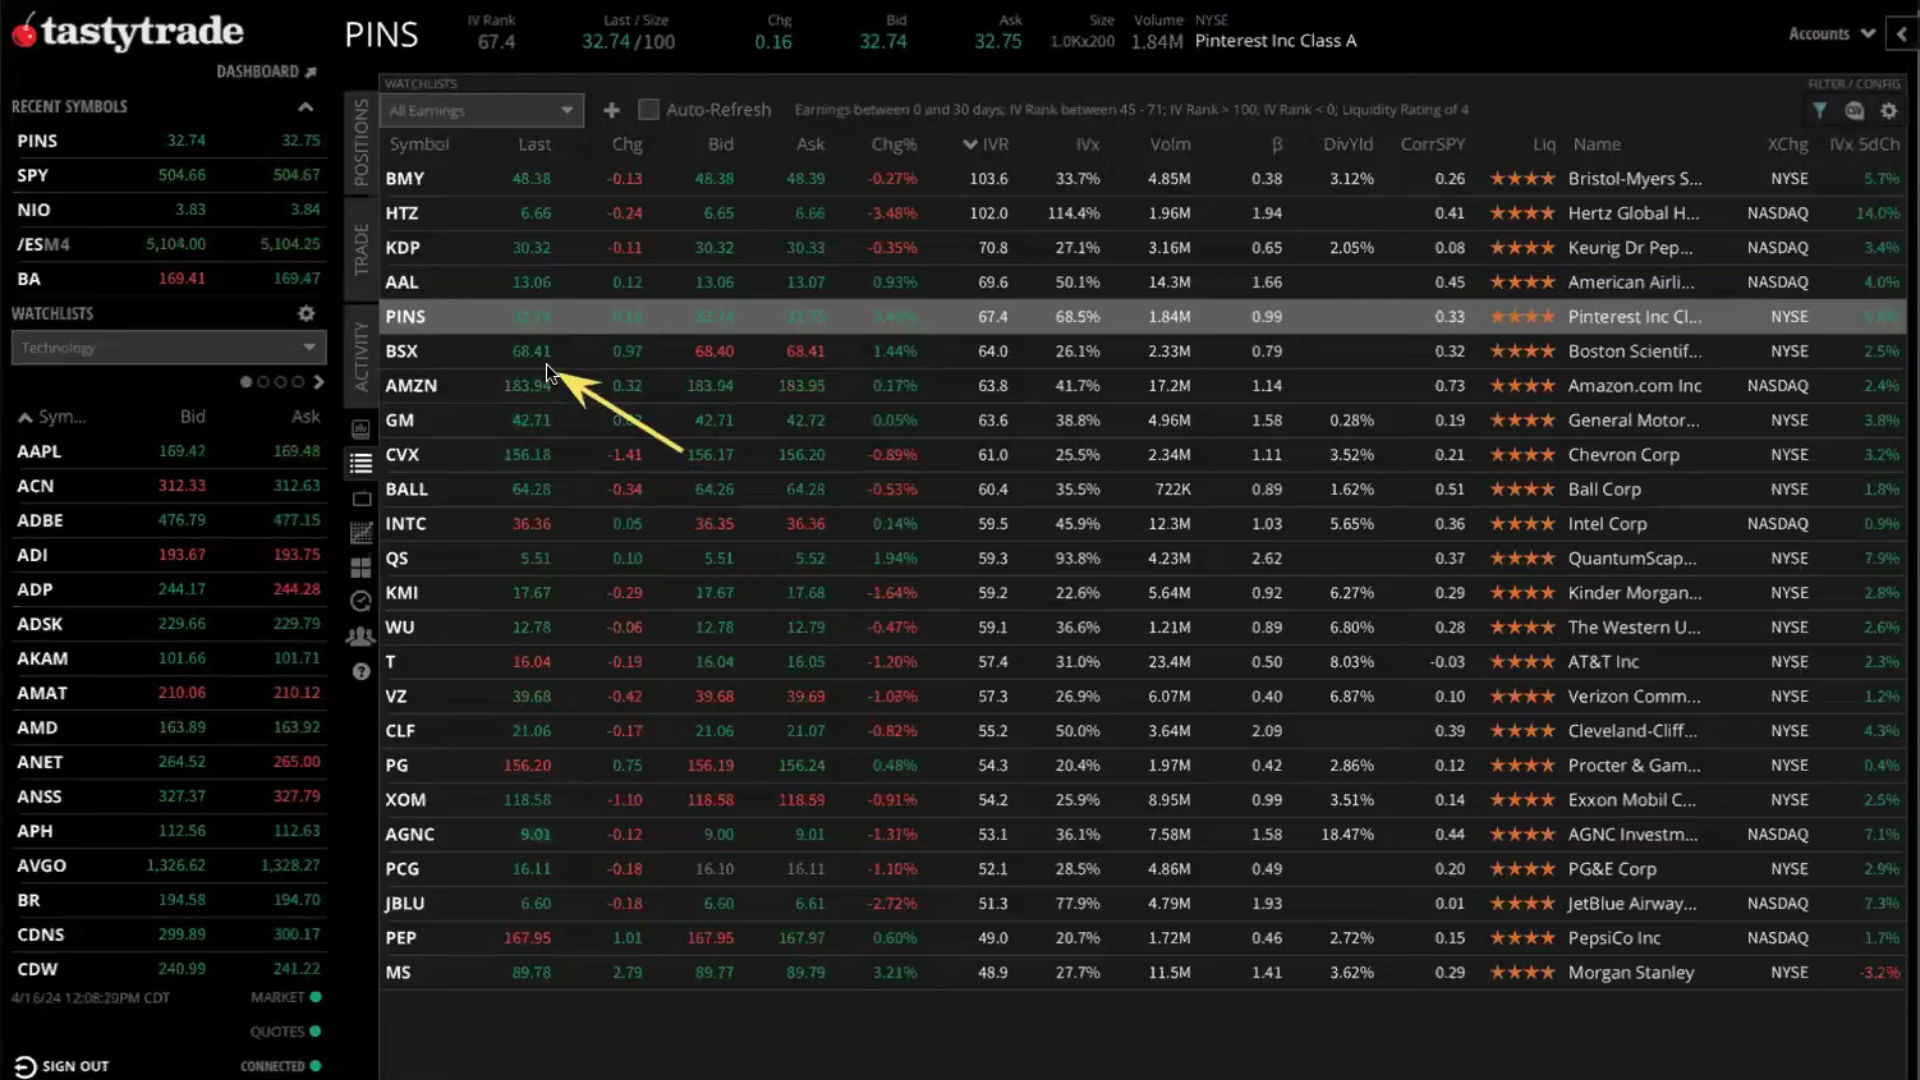 tastytrade
DASHBOARD
PINS
IV Rank
67.4
Last / Size
32.74 /100
Chg
0.16
Bid
32.74
Ask
32.75
Size
1.0Kx200
Volume
1.84M
NYSE
Pinterest Inc Class A
Accounts
RECENT SYMBOLS
PINS 32.74 32.75
SPY 504.66 504.67
NIO 3.83 3.84
/ESM4 5,104.00 5,104.25
BA 169.41 169.47
WATCHLISTS
Technology
Sym... Bid Ask
AAPL 169.42 169.48
ACN 312.33 312.63
ADBE 476.79 477.15
ADI 193.67 193.75
ADP 244.17 244.28
ADSK 229.66 229.79
AKAM 101.66 101.71
AMAT 210.06 210.12
AMD 163.89 163.92
ANET 264.52 265.00
ANSS 327.37 327.79
APH 112.56 112.63
AVGO 1,326.62 1,328.27
BR 194.58 194.70
CDNS 299.89 300.17
CDW 240.99 241.22
4/16/24 12:08:20PM CDT MARKET
QUOTES
SIGN OUT CONNECTED
POSITIONS
TRADE
ACTIVITY
WATCHLISTS
FILTER / CONFIG
All Earnings
Auto-Refresh
Earnings between 0 and 30 days; IV Rank between 45 - 71; IV Rank > 100; IV Rank < 0; Liquidity Rating of 4
CSV
Symbol Last Chg Bid Ask Chg% IVR IVx Volm β DivYld CorrSPY Liq Name XChg IVx 5dCh
BMY 48.38 -0.13 48.38 48.39 -0.27% 103.6 33.7% 4.85M 0.38 3.12% 0.26 ★★★★ Bristol-Myers S... NYSE 5.7%
HTZ 6.66 -0.24 6.65 6.66 -3.48% 102.0 114.4% 1.96M 1.94 0.41 ★★★★ Hertz Global H... NASDAQ 14.0%
KDP 30.32 -0.11 30.32 30.33 -0.35% 70.8 27.1% 3.16M 0.65 2.05% 0.08 ★★★★ Keurig Dr Pep... NASDAQ 3.4%
AAL 13.06 0.12 13.06 13.07 0.93% 69.6 50.1% 14.3M 1.66 0.45 ★★★★ American Airli... NASDAQ 4.0%
PINS 32.74 0.16 32.74 32.75 67.4 68.5% 1.84M 0.99 0.33 ★★★★ Pinterest Inc Cl... NYSE
BSX 68.41 0.97 68.40 68.41 1.44% 64.0 26.1% 2.33M 0.79 0.32 ★★★★ Boston Scientif... NYSE 2.5%
AMZN 183.94 0.32 183.94 183.95 0.17% 63.8 41.7% 17.2M 1.14 0.73 ★★★★ Amazon.com Inc NASDAQ 2.4%
GM 42.71 42.71 42.72 0.05% 63.6 38.8% 4.96M 1.58 0.28% 0.19 ★★★★ General Motor... NYSE 3.8%
CVX 156.18 -1.41 156.17 156.20 -0.89% 61.0 25.5% 2.34M 1.11 3.52% 0.21 ★★★★ Chevron Corp NYSE 3.2%
BALL 64.28 -0.34 64.26 64.28 -0.53% 60.4 35.5% 722K 0.89 1.62% 0.51 ★★★★ Ball Corp NYSE 1.8%
INTC 36.36 0.05 36.35 36.36 0.14% 59.5 45.9% 12.3M 1.03 5.65% 0.36 ★★★★ Intel Corp NASDAQ 0.9%
QS 5.51 0.10 5.51 5.52 1.94% 59.3 93.8% 4.23M 2.62 0.37 ★★★★ QuantumScap... NYSE 7.9%
KMI 17.67 -0.29 17.67 17.68 -1.64% 59.2 22.6% 5.64M 0.92 6.27% 0.29 ★★★★ Kinder Morgan... NYSE 2.8%
WU 12.78 -0.06 12.78 12.79 -0.47% 59.1 36.6% 1.21M 0.89 6.80% 0.28 ★★★★ The Western U... NYSE 2.6%
T 16.04 -0.19 16.04 16.05 -1.20% 57.4 31.0% 23.4M 0.50 8.03% -0.03 ★★★★ AT&T Inc NYSE 2.3%
VZ 39.68 -0.42 39.68 39.69 57.3 26.9% 6.07M 0.40 6.87% 0.10 ★★★★ Verizon Comm... NYSE 1.2%
CLF 21.06 -0.17 21.06 21.07 -0.82% 55.2 50.0% 3.64M 2.09 0.39 ★★★★ Cleveland-Cliff... NYSE 4.3%
PG 156.20 0.75 156.19 156.24 0.48% 54.3 20.4% 1.97M 0.42 2.86% 0.12 ★★★★ Procter & Gam... NYSE 0.4%
XOM 118.58 -1.10 118.58 118.59 -0.91% 54.2 25.9% 8.95M 0.99 3.51% 0.14 ★★★★ Exxon Mobil C... NYSE 2.5%
AGNC 9.01 -0.12 9.00 9.01 -1.31% 53.1 36.1% 7.58M 1.58 18.47% 0.44 ★★★★ AGNC Investm... NASDAQ 7.1%
PCG 16.11 -0.18 16.10 16.11 -1.10% 52.1 28.5% 4.86M 0.49 0.20 ★★★★ PG&E Corp NYSE 2.9%
JBLU 6.60 -0.18 6.60 6.61 -2.72% 51.3 77.9% 4.79M 1.93 0.01 ★★★★ JetBlue Airway... NASDAQ 7.3%
PEP 167.95 1.01 167.95 167.97 0.60% 49.0 20.7% 1.72M 0.46 2.72% 0.15 ★★★★ PepsiCo Inc NASDAQ 1.7%
MS 89.78 2.79 89.77 89.79 3.21% 48.9 27.7% 11.5M 1.41 3.62% 0.29 ★★★★ Morgan Stanley NYSE -3.2%